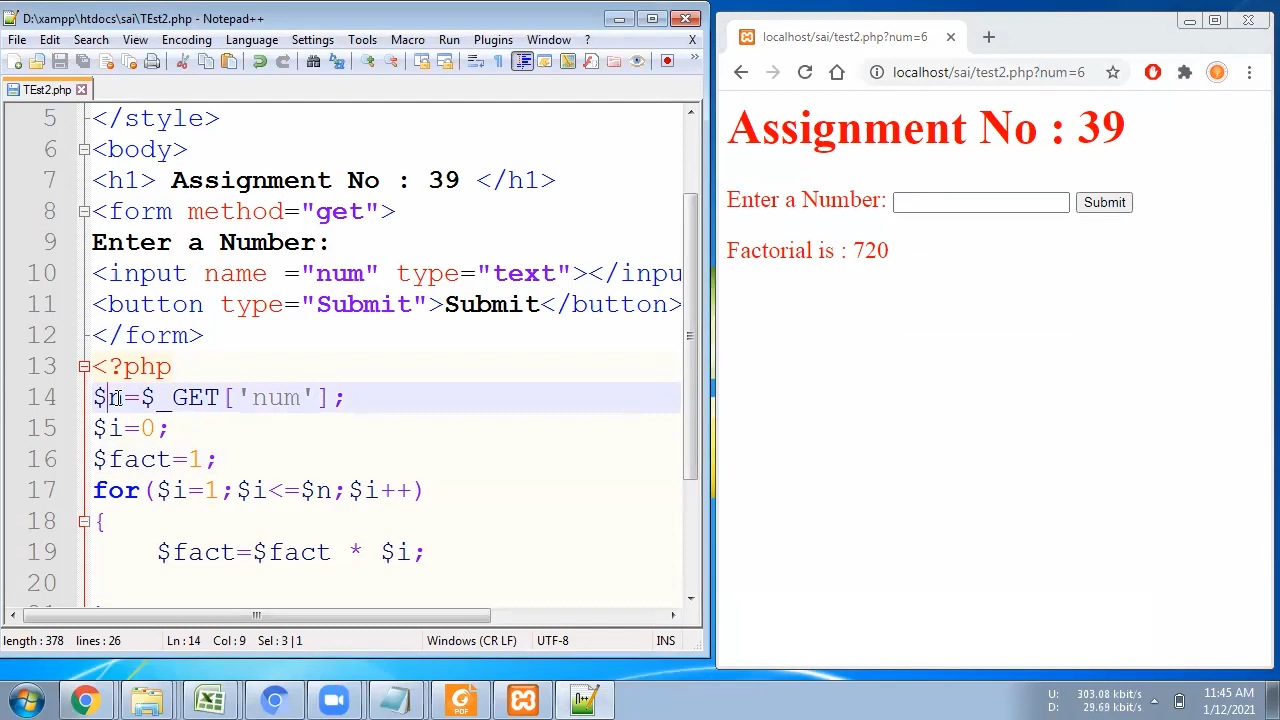 D:\xampp\htdocs\sai\TEst2.php - Notepad++
File Edit Search View Encoding Language Settings Tools Macro Run Plugins Window ? X
TEst2.php
5 </style>
6 <body>
7 <h1> Assignment No : 39 </h1>
8 <form method="get">
9 Enter a Number:
10 <input name ="num" type="text"></inpu
11 <button type="Submit">Submit</button>
12 </form>
13 <?php
14 $n=$_GET['num'];
15 $i=0;
16 $fact=1;
17 for($i=1;$i<=$n;$i++)
18 {
19 $fact=$fact * $i;
20
length : 378 lines : 26 Ln : 14 Col : 9 Sel : 3 | 1 Windows (CR LF) UTF-8 INS
localhost/sai/test2.php?num=6
localhost/sai/test2.php?num=6
Assignment No : 39
Enter a Number: Submit
Factorial is : 720
PDF
U: 303.08 kbit/s
D: 29.69 kbit/s
11:45 AM
1/12/2021